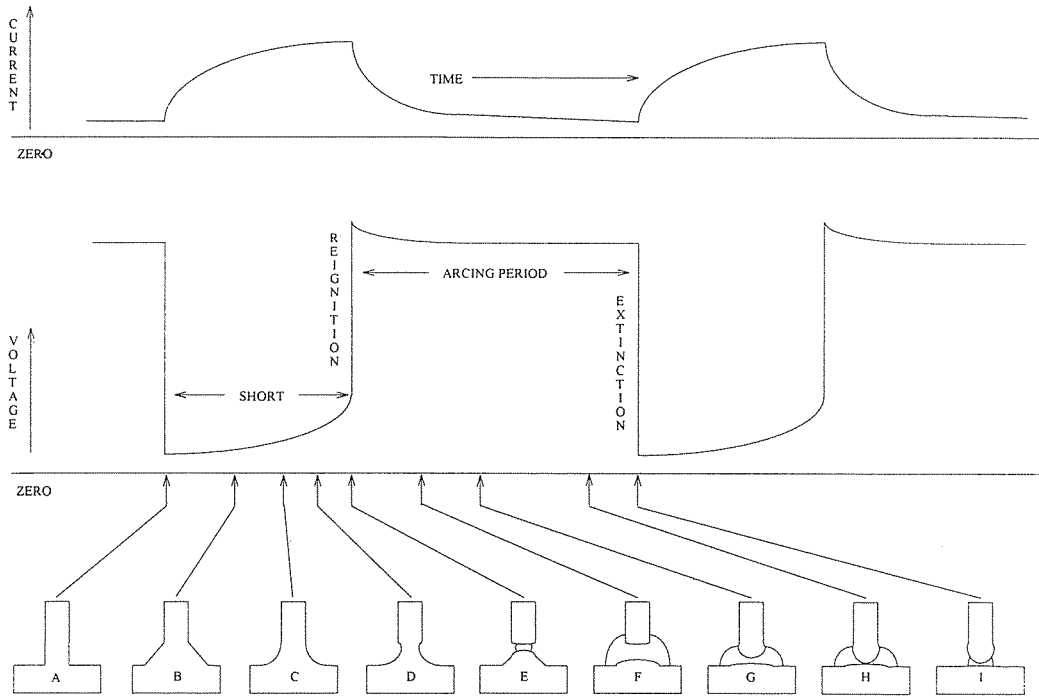 CURRENT
TIME
ZERO
REIGNITION
ARCING PERIOD
EXTINCTION
VOLTAGE
SHORT
ZERO
A B C D E F G H I